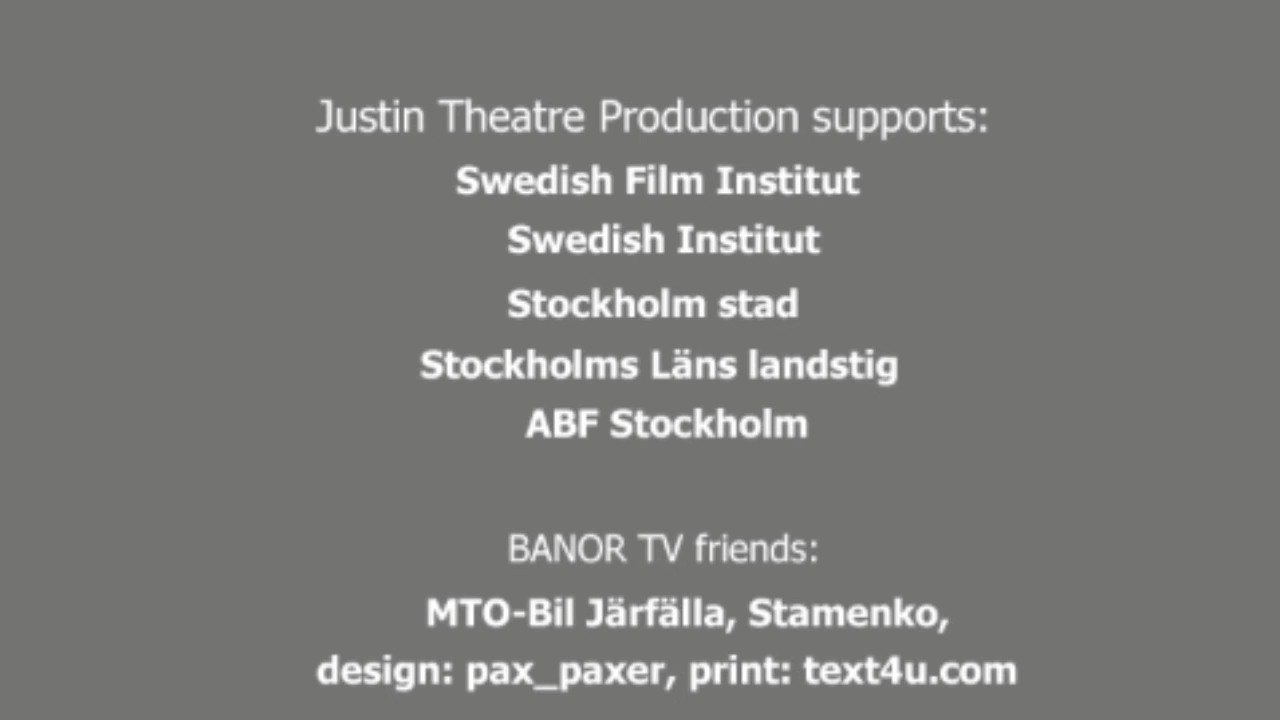 Justin Theatre Production supports:
Swedish Film Institut
Swedish Institut
Stockholm stad
Stockholms Läns landstig
ABF Stockholm
BANOR TV friends:
MTO-Bil Järfälla, Stamenko,
design: pax_paxer, print: text4u.com